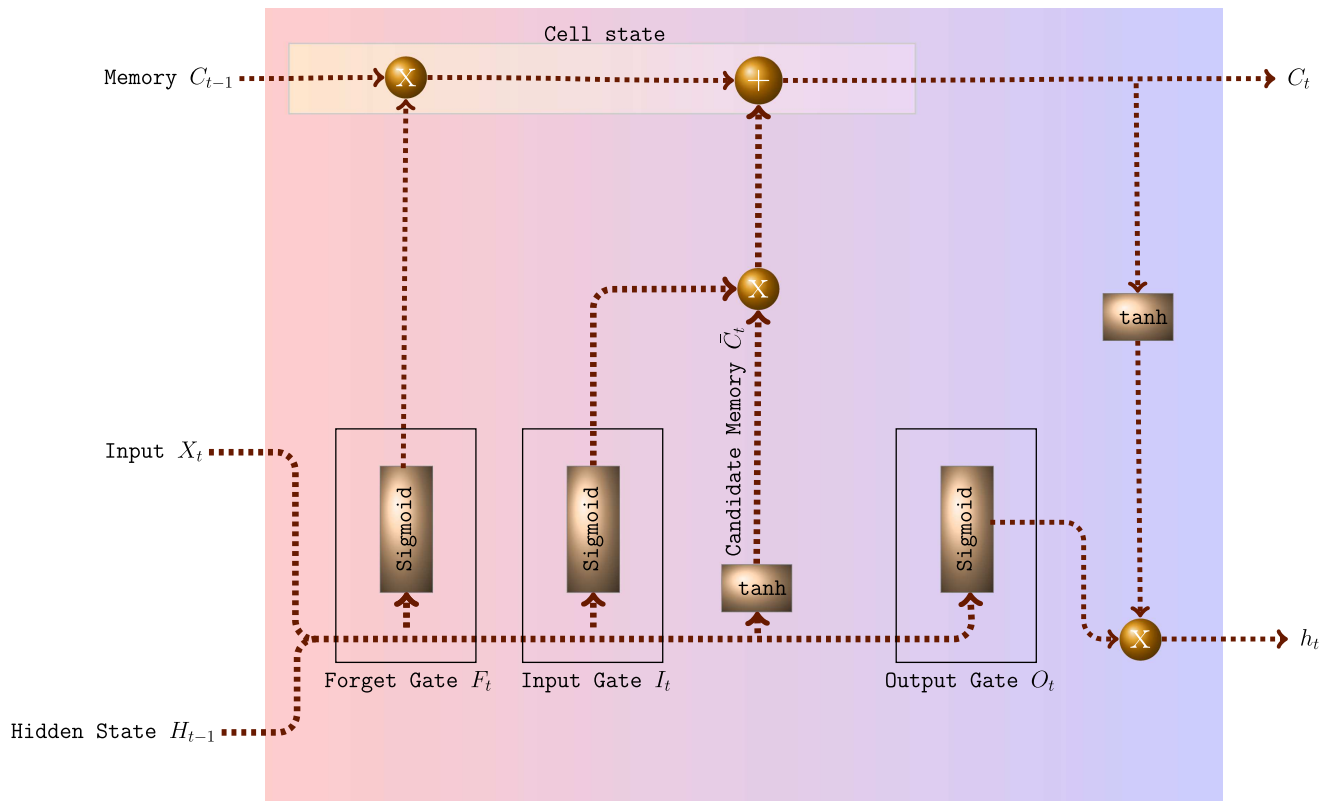 Cell state
Memory $C_{t-1}$
X
+
$C_t$
X
tanh
Candidate Memory $\bar{C}_t$
Input $X_t$
Sigmoid
Sigmoid
Sigmoid
tanh
X
$h_t$
Forget Gate $F_t$
Input Gate $I_t$
Output Gate $O_t$
Hidden State $H_{t-1}$